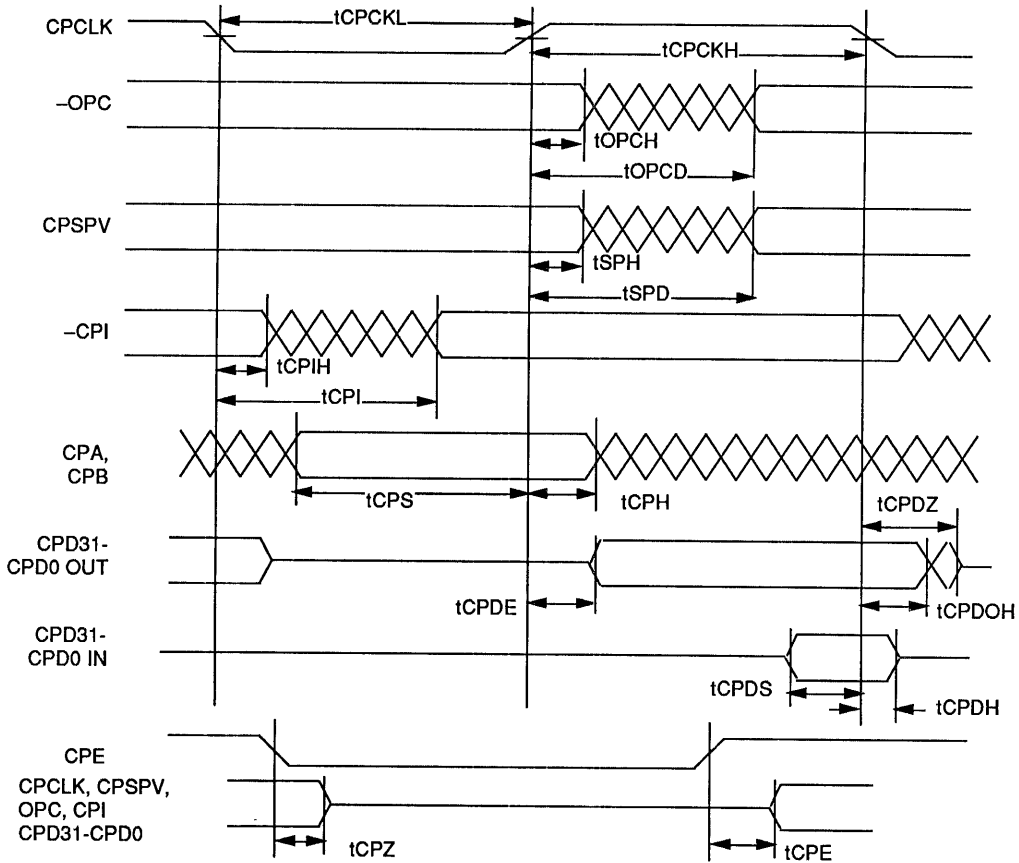 tCPCKL
CPCLK
tCPCKH
–OPC
tOPCH
tOPCD
CPSPV
tSPH
tSPD
–CPI
tCPIH
tCPI
CPA,
CPB
tCPS
tCPH
tCPDZ
CPD31-
CPD0 OUT
tCPDE
tCPDOH
CPD31-
CPD0 IN
tCPDS
tCPDH
CPE
CPCLK, CPSPV,
OPC, CPI
CPD31-CPD0
tCPZ
tCPE